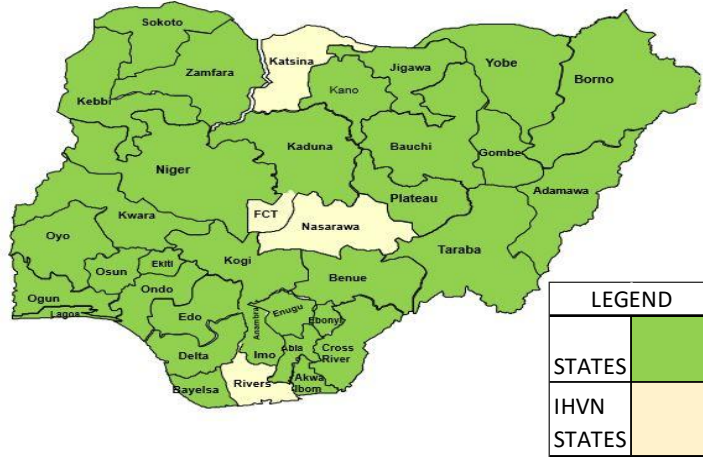 Sokoto
Katsina
Yobe
Zamfara
Jigawa
Borno
Kano
Kebbi
Kaduna
Bauchi
Gombe
Niger
Adamawa
Plateau
FCT
Kwara
Nasarawa
Oyo
Taraba
Kogi
Ekiti
Osun
Benue
Ogun
Ondo
Lagos
Edo
Anambra
Enugu
Ebonyi
Delta
Imo
Abia
Cross
River
Bayelsa
Rivers
Akwa
Ibom
LEGEND
STATES
IHVN
STATES